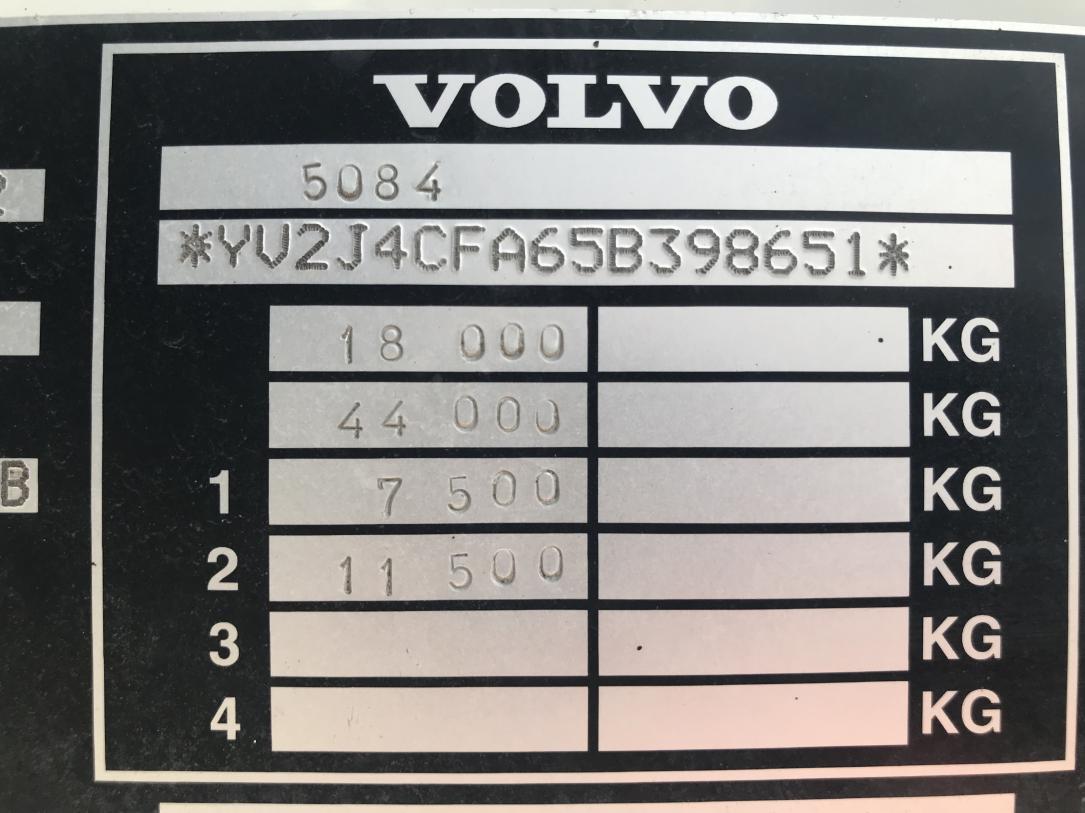 VOLVO
5084
*YV2J4CFA65B398651*
18 000 KG
44 000 KG
1 7 500 KG
2 11 500 KG
3 KG
4 KG
B